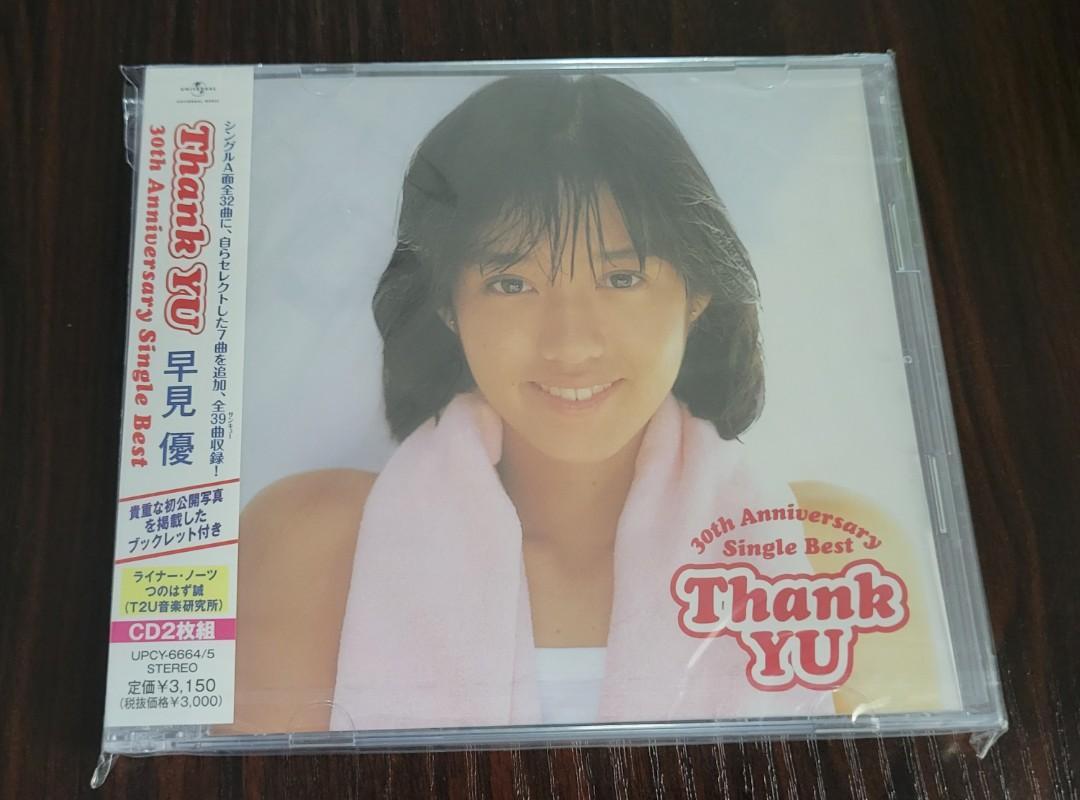 UNIVERSAL
UNIVERSAL MUSIC
シングルA面全32曲に、自らセレクトした7曲を追加、全39曲収録！
サンキュー
Thank YU
早見 優
30th Anniversary Single Best
貴重な初公開写真
を掲載した
ブックレット付き
ライナー・ノーツ
つのはず誠
(T2U音楽研究所)
CD2枚組
UPCY-6664/5
STEREO
定価¥3,150
(税抜価格¥3,000)
30th Anniversary
Single Best
Thank
YU